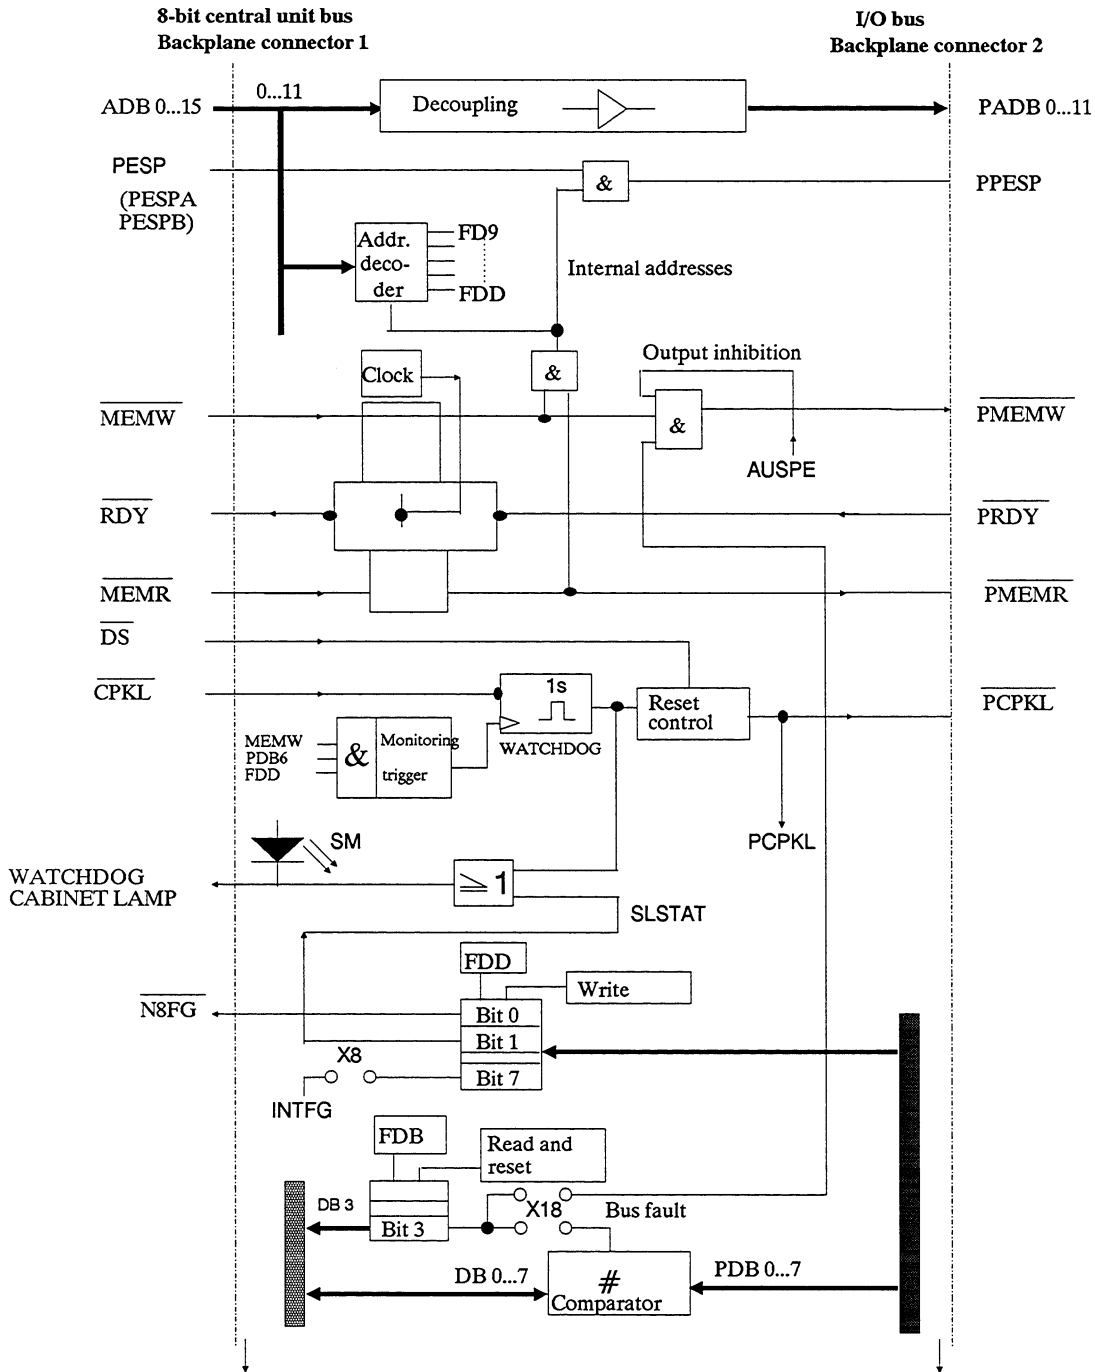 8-bit central unit bus
Backplane connector 1
I/O bus
Backplane connector 2
ADB 0...15
0...11
Decoupling
PADB 0...11
PESP
(PESPA
PESPB)
&
PPESP
Addr.
deco-
der
FD9
FDD
Internal addresses
Clock
&
Output inhibition
MEMW
&
PMEMW
AUSPE
RDY
PRDY
MEMR
PMEMR
DS
CPKL
1s
WATCHDOG
Reset
control
PCPKL
MEMW
PDB6
FDD
&
Monitoring
trigger
PCPKL
SM
WATCHDOG
CABINET LAMP
≥ 1
SLSTAT
FDD
Write
N8FG
Bit 0
Bit 1
Bit 7
X8
INTFG
FDB
Read and
reset
DB 3
Bit 3
X18
Bus fault
DB 0...7
#
Comparator
PDB 0...7